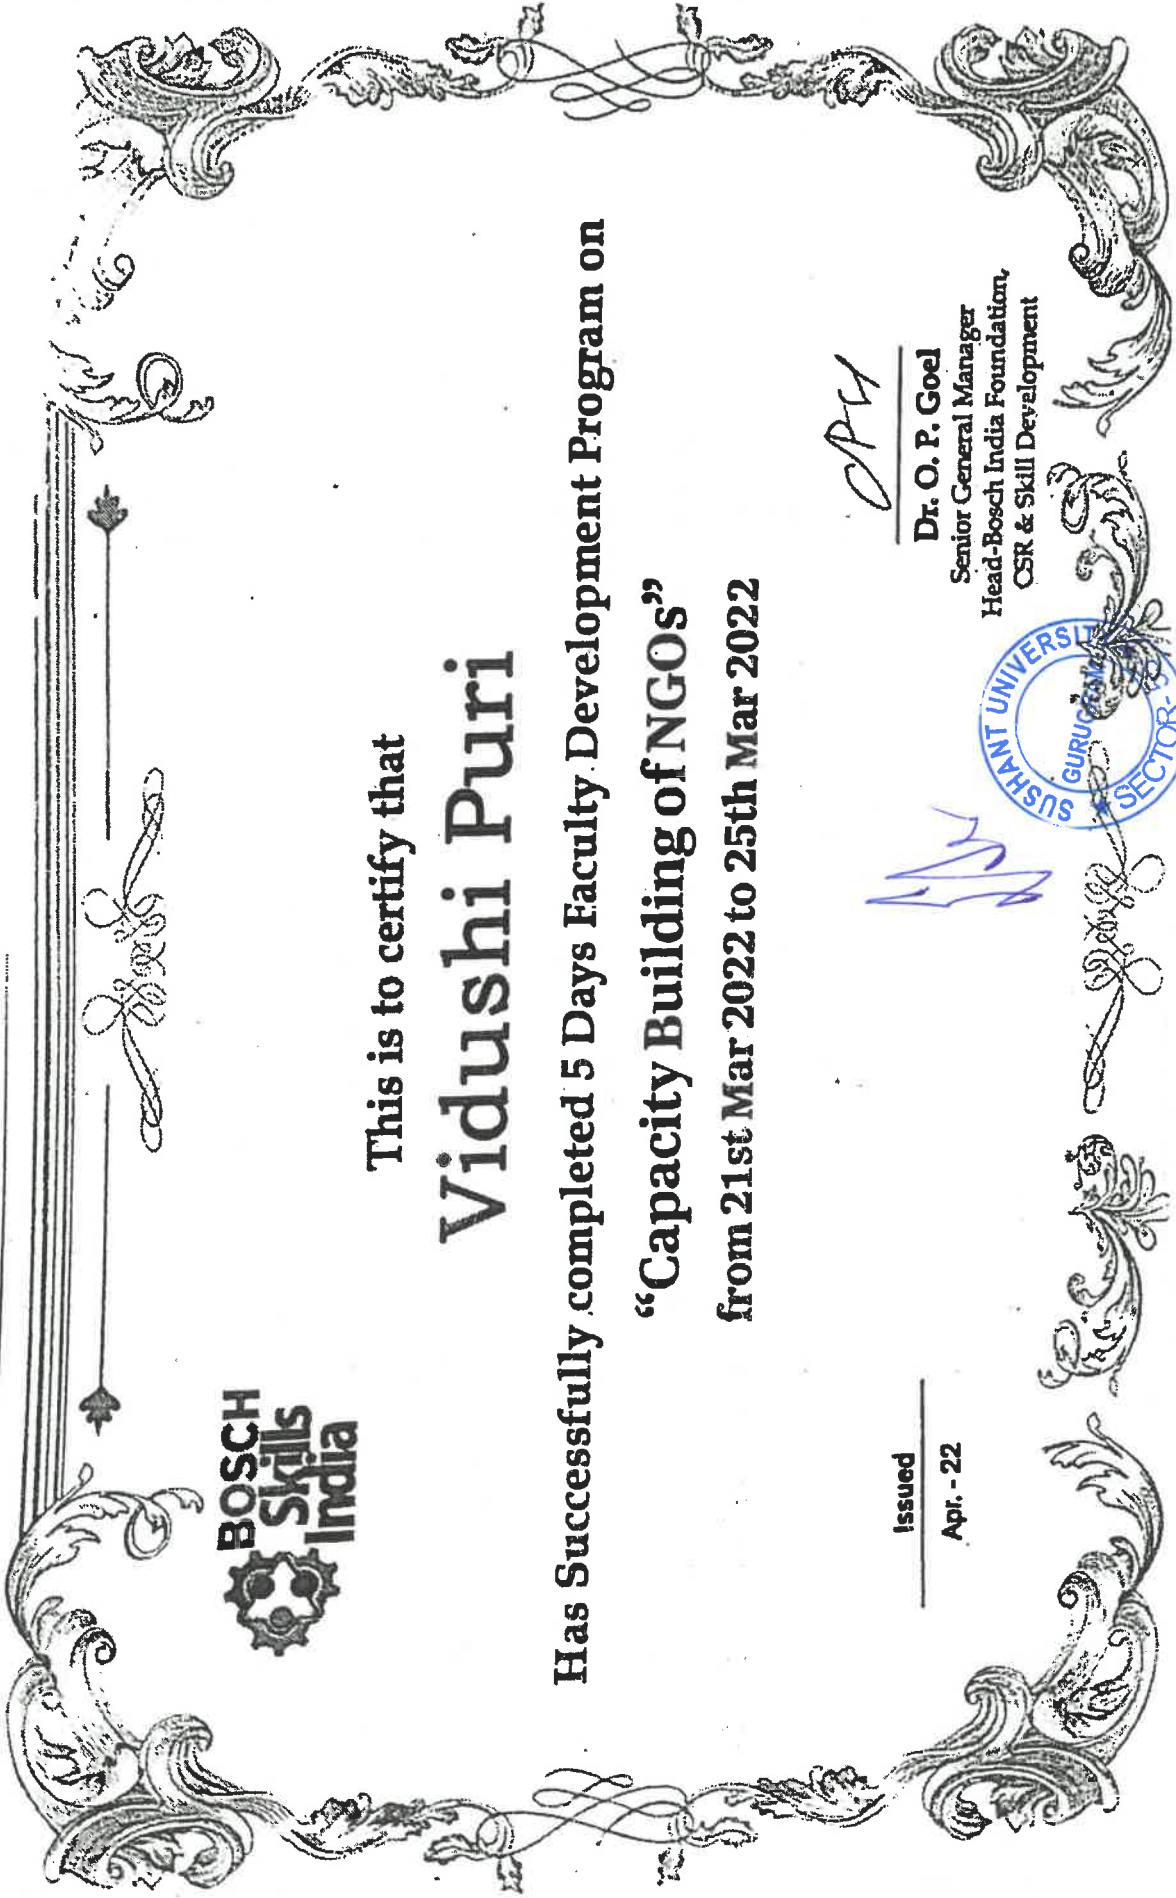 BOSCH
Skills
India
This is to certify that
Vidushi Puri
Has Successfully completed 5 Days Faculty Development Program on
“Capacity Building of NGOs”
from 21st Mar 2022 to 25th Mar 2022
Issued
Apr. - 22
Dr. O. P. Goel
Senior General Manager
Head-Bosch India Foundation,
CSR & Skill Development
SUSHANT UNIVERSITY
GURUGRAM
SECTOR-